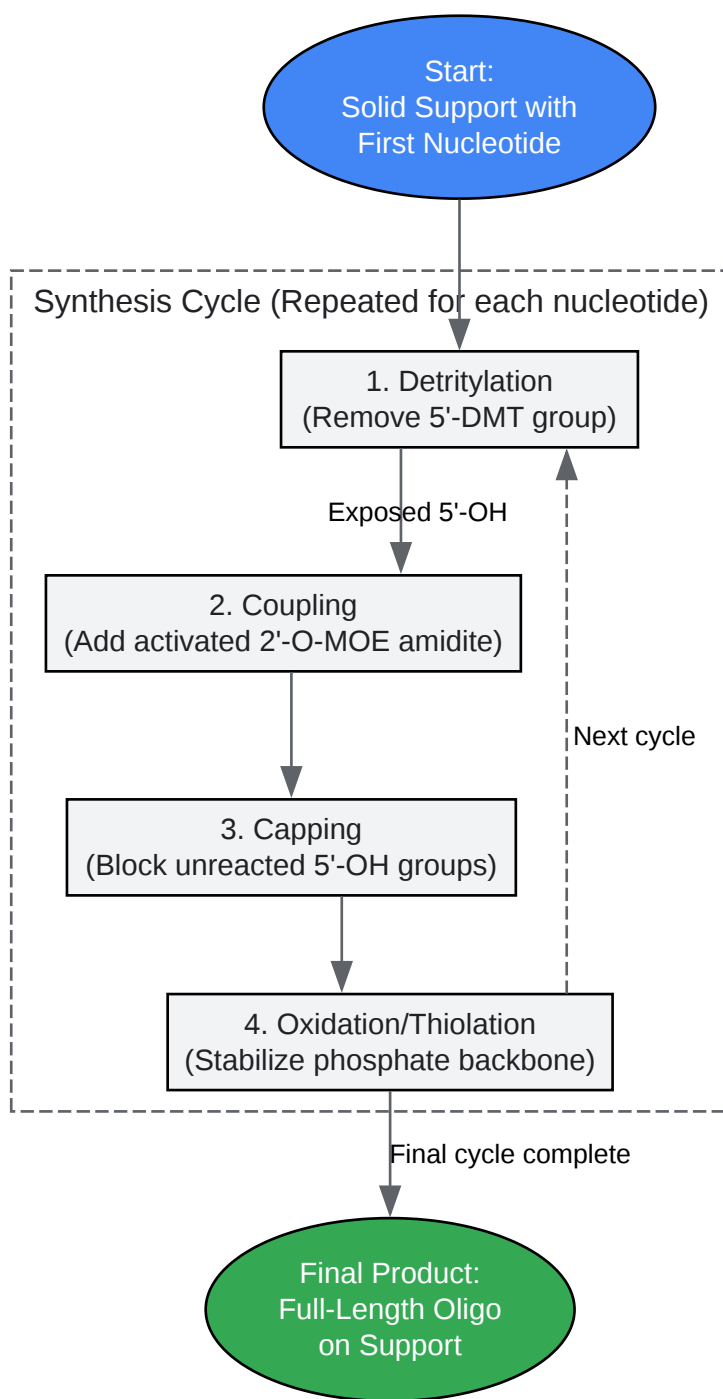 Start:
Solid Support with
First Nucleotide
Synthesis Cycle (Repeated for each nucleotide)
1. Detritylation
(Remove 5'-DMT group)
Exposed 5'-OH
2. Coupling
(Add activated 2'-O-MOE amidite)
Next cycle
3. Capping
(Block unreacted 5'-OH groups)
4. Oxidation/Thiolation
(Stabilize phosphate backbone)
Final cycle complete
Final Product:
Full-Length Oligo
on Support